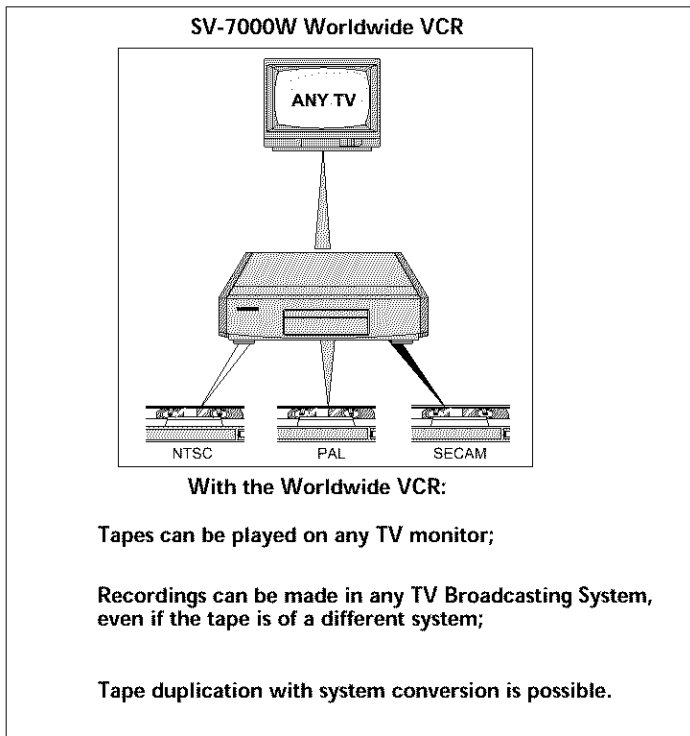 SV-7000W Worldwide VCR
ANY TV
NTSC PAL SECAM
With the Worldwide VCR:
Tapes can be played on any TV monitor;
Recordings can be made in any TV Broadcasting System,
even if the tape is of a different system;
Tape duplication with system conversion is possible.